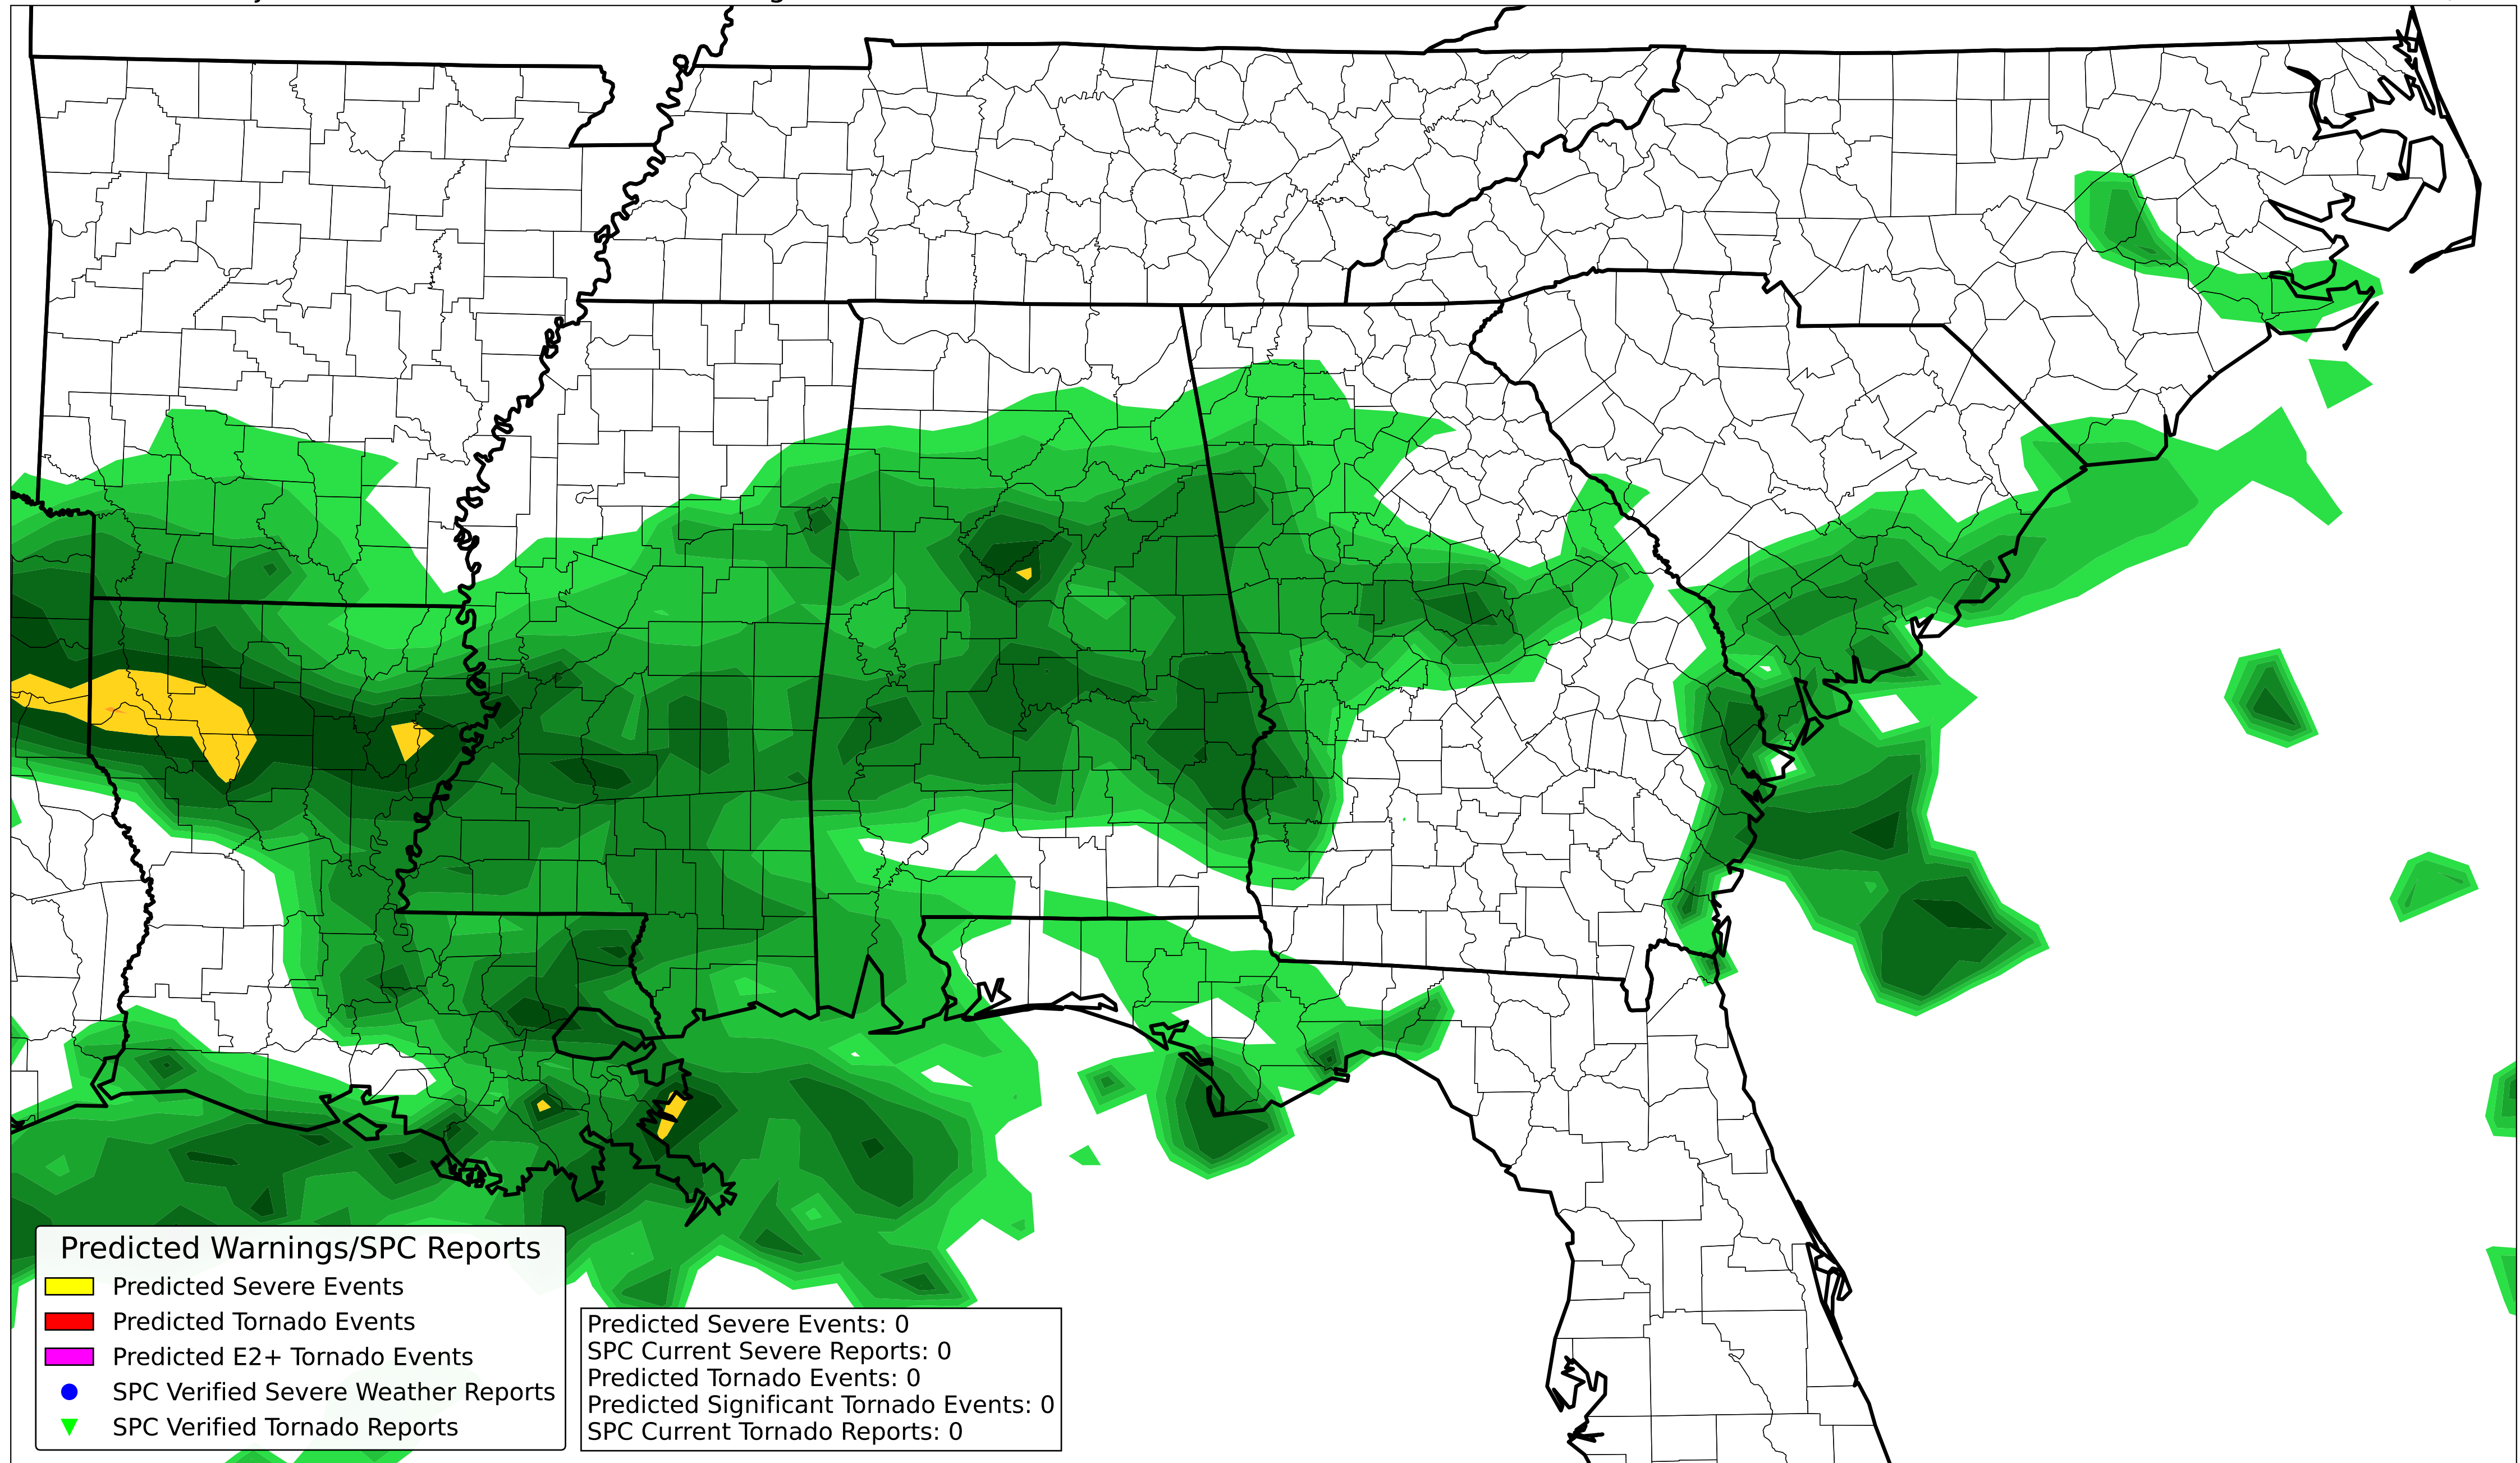 Predicted Warnings/SPC Reports
Predicted Severe Events
Predicted Tornado Events
Predicted E2+ Tornado Events
SPC Verified Severe Weather Reports
SPC Verified Tornado Reports
Predicted Severe Events: 0
SPC Current Severe Reports: 0
Predicted Tornado Events: 0
Predicted Significant Tornado Events: 0
SPC Current Tornado Reports: 0